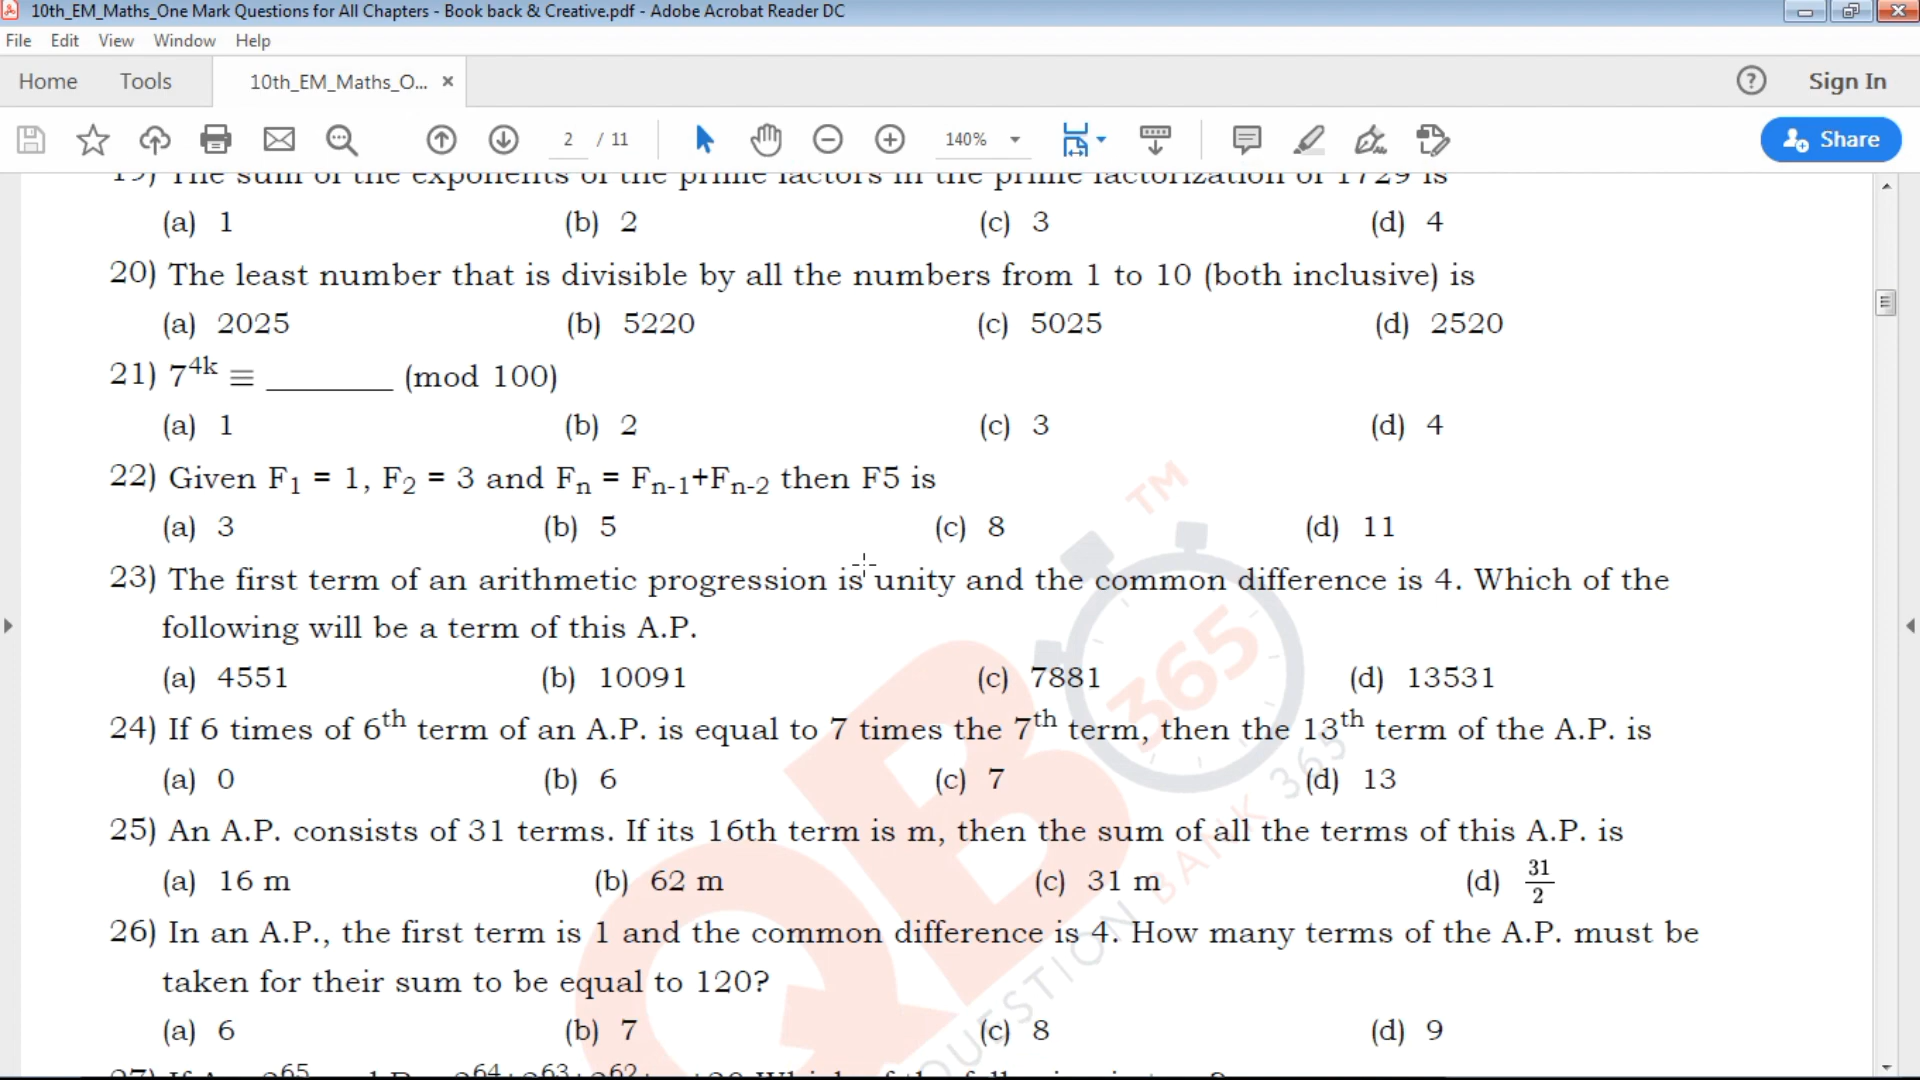 10th_EM_Maths_One Mark Questions for All Chapters - Book back & Creative.pdf - Adobe Acrobat Reader DC
File Edit View Window Help
Home Tools 10th_EM_Maths_O... × ? Sign In
2 / 11 140% Share
19) The sum of the exponents of the prime factors in the prime factorization of 1729 is
(a) 1 (b) 2 (c) 3 (d) 4
20) The least number that is divisible by all the numbers from 1 to 10 (both inclusive) is
(a) 2025 (b) 5220 (c) 5025 (d) 2520
21) 7^4k ≡ ________ (mod 100)
(a) 1 (b) 2 (c) 3 (d) 4
22) Given F₁ = 1, F₂ = 3 and Fₙ = Fₙ₋₁+Fₙ₋₂ then F5 is
(a) 3 (b) 5 (c) 8 (d) 11
23) The first term of an arithmetic progression is unity and the common difference is 4. Which of the
following will be a term of this A.P.
(a) 4551 (b) 10091 (c) 7881 (d) 13531
24) If 6 times of 6th term of an A.P. is equal to 7 times the 7th term, then the 13th term of the A.P. is
(a) 0 (b) 6 (c) 7 (d) 13
25) An A.P. consists of 31 terms. If its 16th term is m, then the sum of all the terms of this A.P. is
(a) 16 m (b) 62 m (c) 31 m (d) 31/2
26) In an A.P., the first term is 1 and the common difference is 4. How many terms of the A.P. must be
taken for their sum to be equal to 120?
(a) 6 (b) 7 (c) 8 (d) 9
QB
365
TM
QUESTION BANK 365